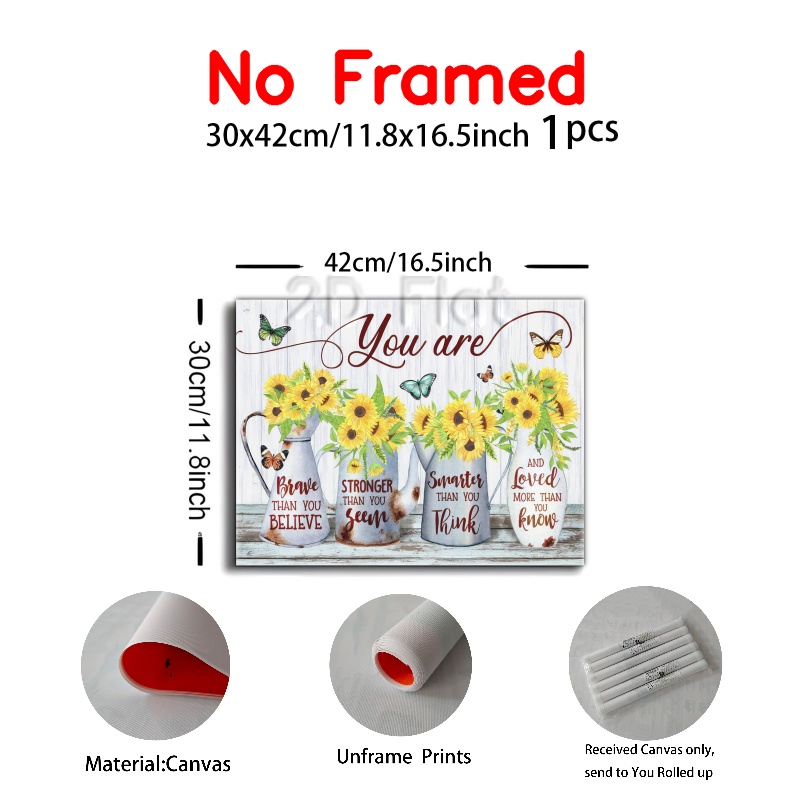 No Framed
30x42cm/11.8x16.5inch 1pcs
42cm/16.5inch
2D Flat
30cm/11.8inch
You are
Brave
THAN YOU
BELIEVE
STRONGER
THAN YOU
Seem
Smarter
THAN YOU
Think
AND
Loved
MORE THAN
YOU
know
Material:Canvas
Unframe Prints
Received Canvas only,
send to You Rolled up